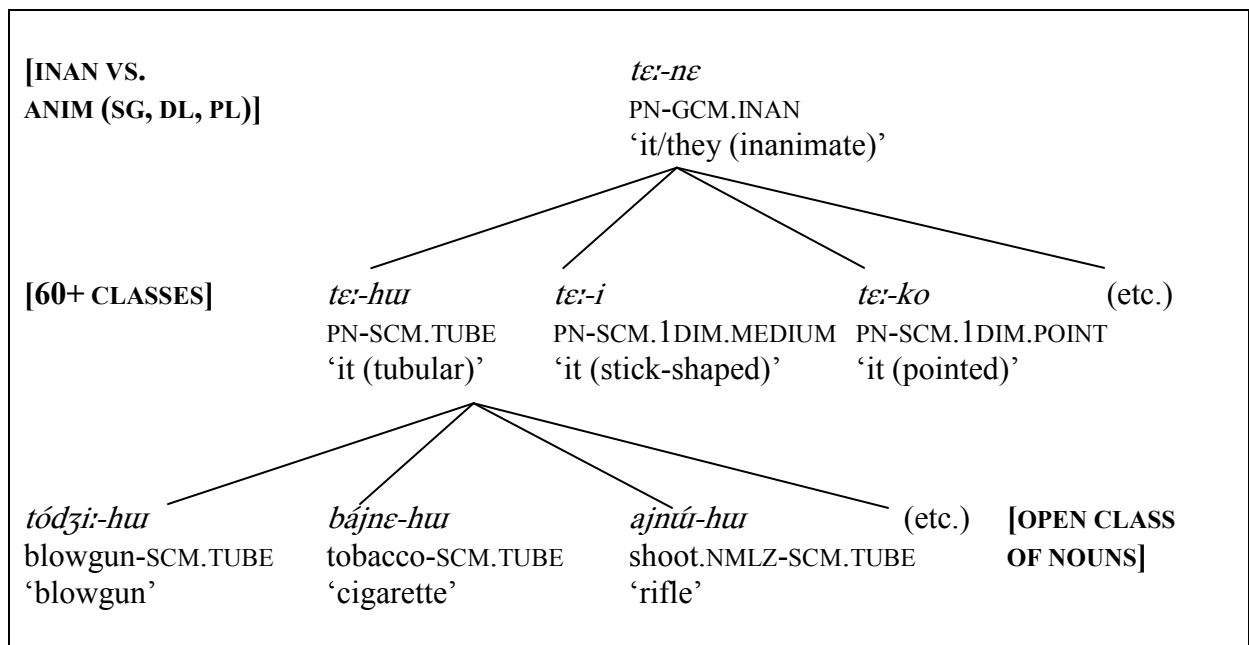 [INAN VS. tɛː-nɛ
ANIM (SG, DL, PL)] PN-GCM.INAN
‘it/they (inanimate)’
[60+ CLASSES] tɛː-hɯ tɛː-i tɛː-ko (etc.)
PN-SCM.TUBE PN-SCM.1DIM.MEDIUM PN-SCM.1DIM.POINT
‘it (tubular)’ ‘it (stick-shaped)’ ‘it (pointed)’
tódʒiː-hɯ bájnɛ-hɯ ajnɯ́-hɯ (etc.) [OPEN CLASS
blowgun-SCM.TUBE tobacco-SCM.TUBE shoot.NMLZ-SCM.TUBE OF NOUNS]
‘blowgun’ ‘cigarette’ ‘rifle’